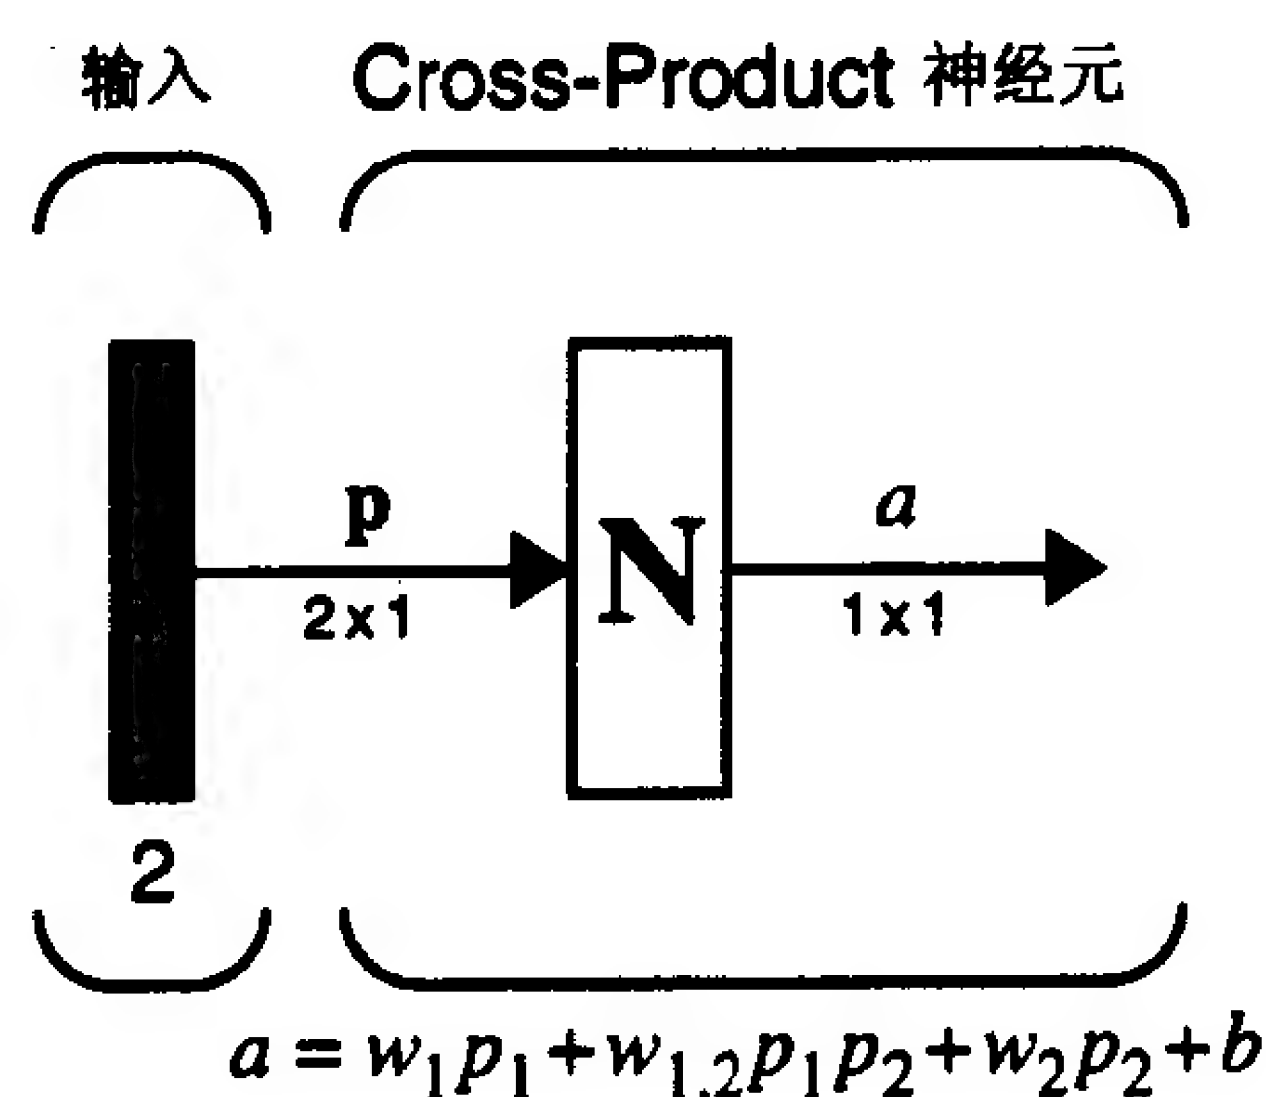 输入 Cross-Product 神经元
p a
N
2x1 1x1
2
a = w₁p₁+w₁,₂p₁p₂+w₂p₂+b